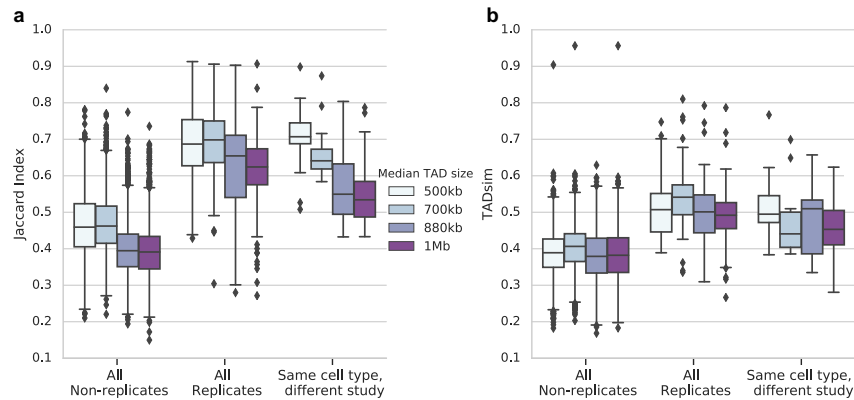 a
Jaccard Index
1.0
0.9
0.8
0.7
0.6
0.5
0.4
0.3
0.2
0.1
All
Non-replicates
All
Replicates
Same cell type,
different study
Median TAD size
500kb
700kb
880kb
1Mb
b
TADsim
1.0
0.9
0.8
0.7
0.6
0.5
0.4
0.3
0.2
0.1
All
Non-replicates
All
Replicates
Same cell type,
different study